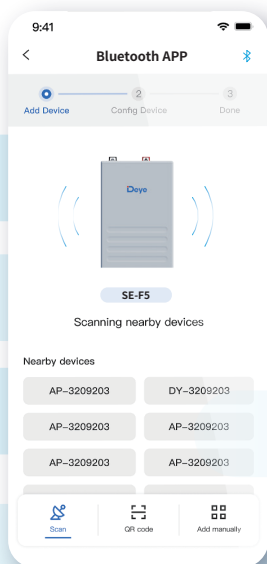 9:41
Bluetooth APP
1 2 3
Add Device Config Device Done
Deye
SE-F5
Scanning nearby devices
Nearby devices
AP-3209203 DY-3209203
AP-3209203 AP-3209203
AP-3209203 AP-3209203
Scan QR code Add manually